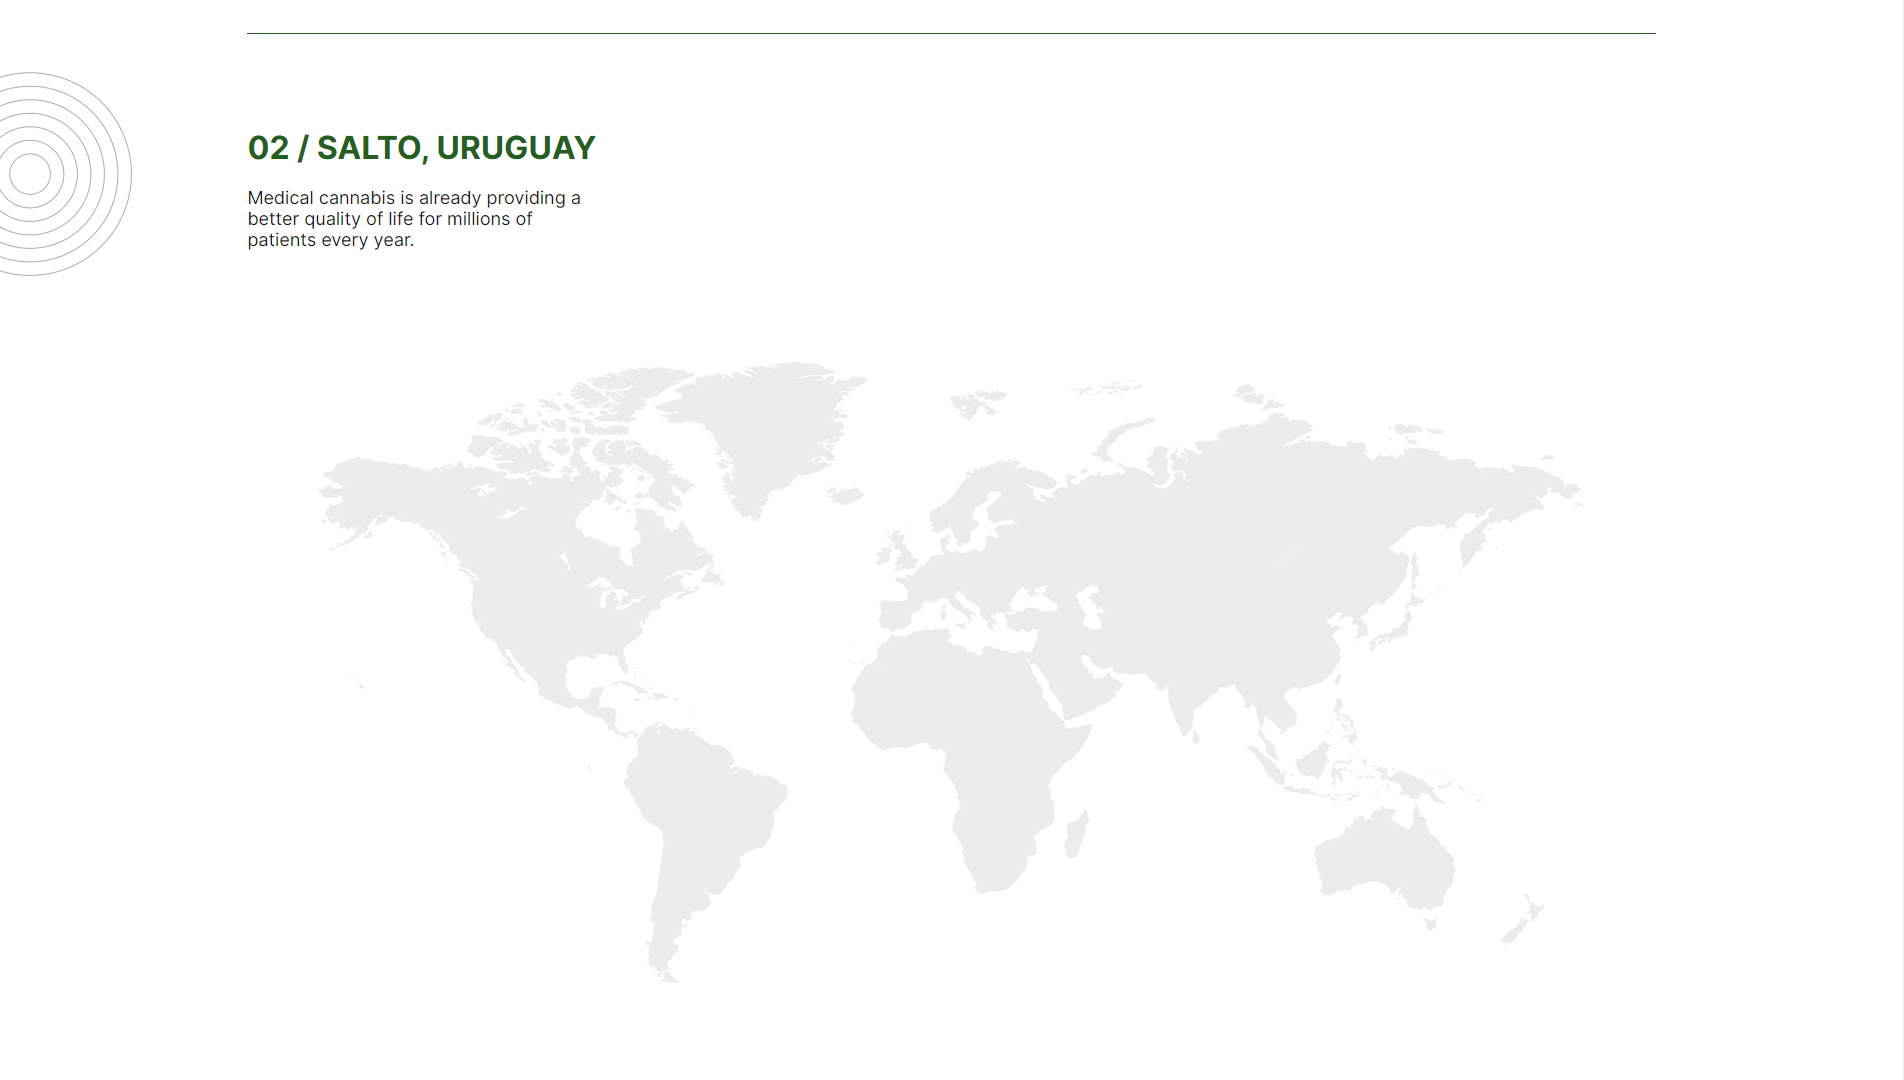 02 / SALTO, URUGUAY
Medical cannabis is already providing a
better quality of life for millions of
patients every year.